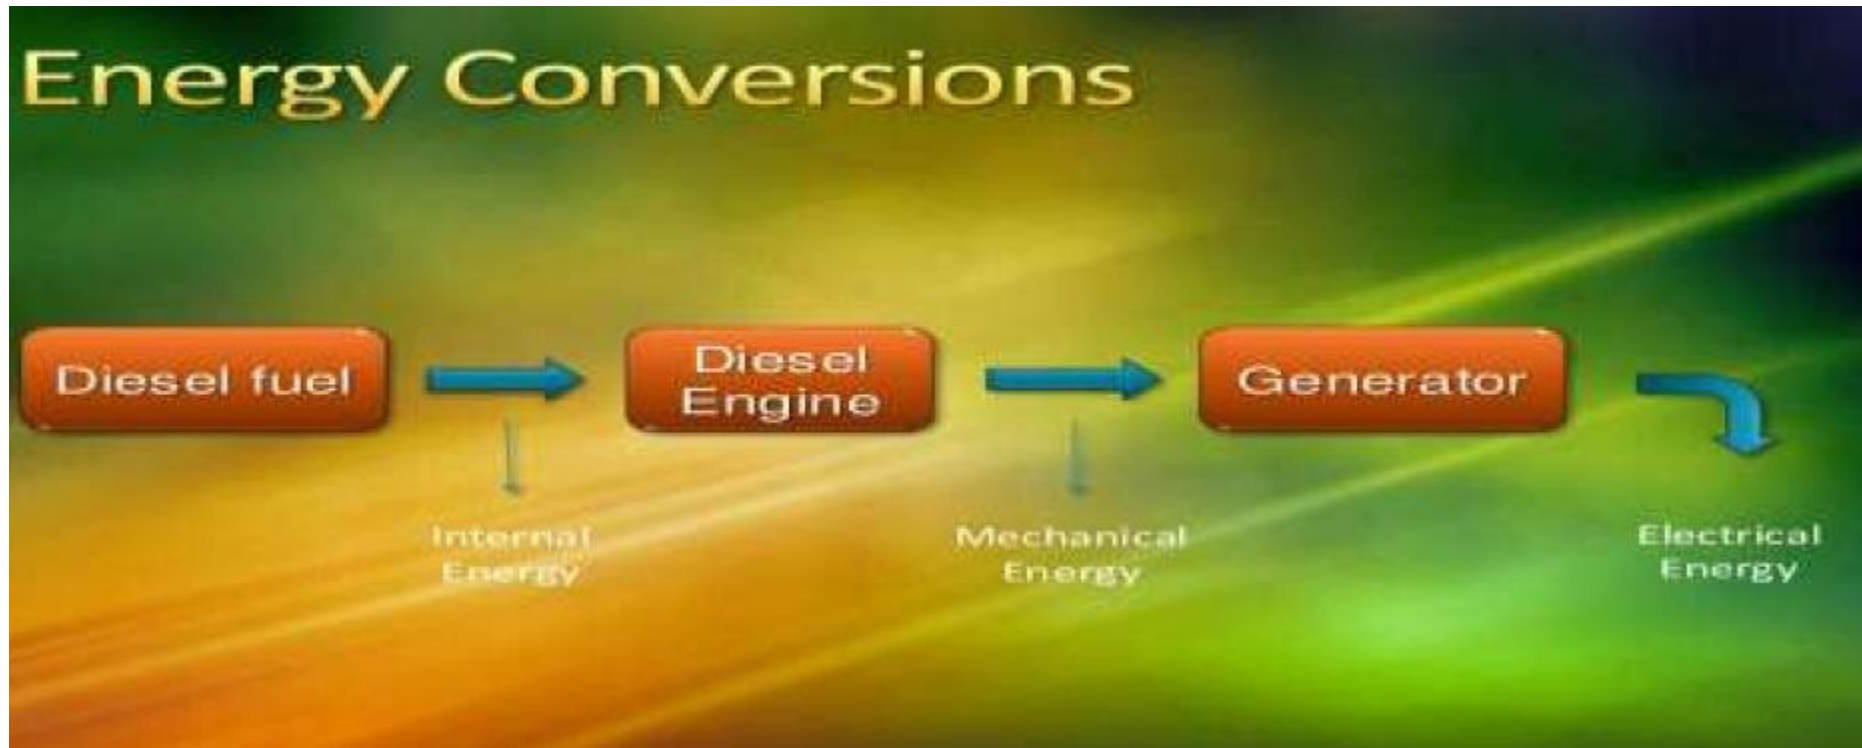 Energy Conversions
Diesel fuel
Diesel
Engine
Generator
Internal
Energy
Mechanical
Energy
Electrical
Energy